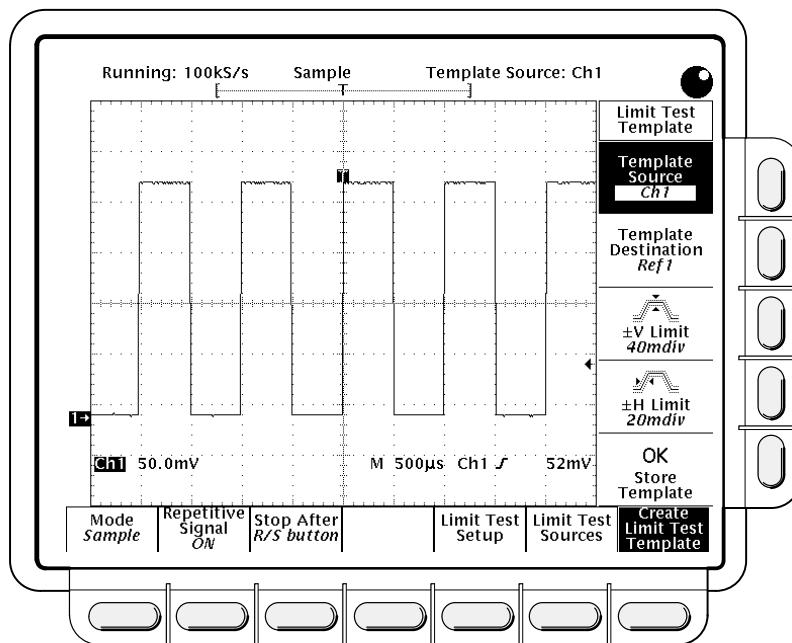 Running: 100kS/s Sample Template Source: Ch1
[ T ]
Limit Test
Template
Template
Source
Ch1
Template
Destination
Ref1
±V Limit
40mdiv
±H Limit
20mdiv
OK
Store
Template
T
1→
Ch1 50.0mV M 500µs Ch1 52mV
Mode
Sample
Repetitive
Signal
ON
Stop After
R/S button
Limit Test
Setup
Limit Test
Sources
Create
Limit Test
Template